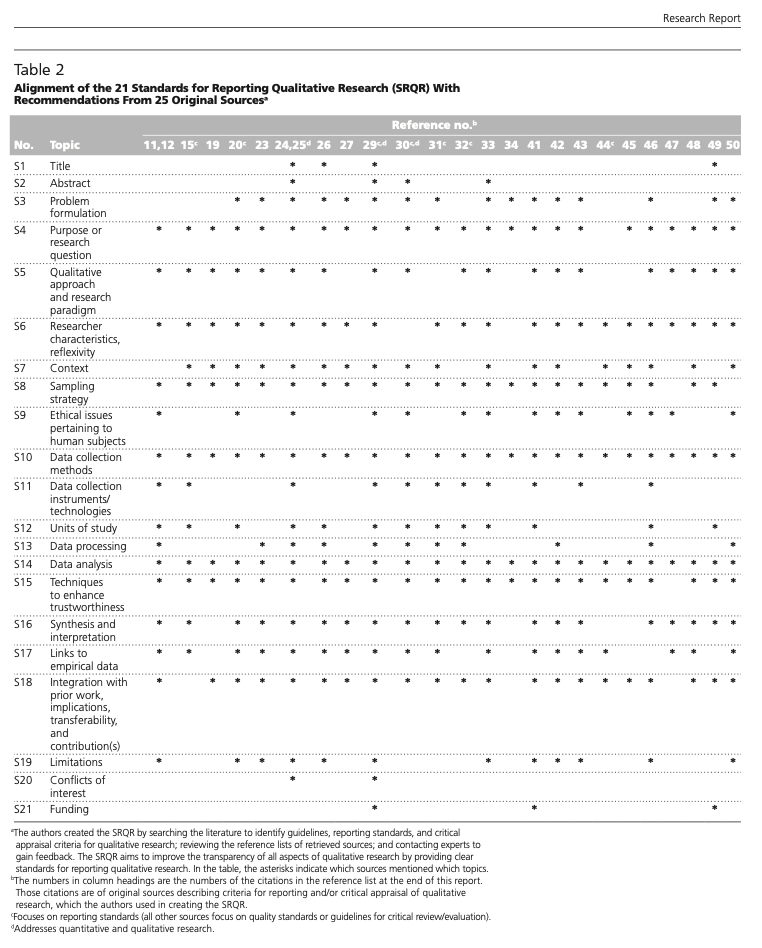 Research Report
Table 2
Alignment of the 21 Standards for Reporting Qualitative Research (SRQR) With
Recommendations From 25 Original Sourcesᵃ
Reference no.ᵇ
No. Topic 11,12 15ᶜ 19 20ᶜ 23 24,25ᵈ 26 27 29ᶜ,ᵈ 30ᶜ,ᵈ 31ᶜ 32ᶜ 33 34 41 42 43 44ᶜ 45 46 47 48 49 50
S1 Title * * * *
S2 Abstract * * * *
S3 Problem * * * * * * * * * * * * * * * *
formulation
S4 Purpose or * * * * * * * * * * * * * * * * * * * * * * *
research
question
S5 Qualitative * * * * * * * * * * * * * * * * * * *
approach
and research
paradigm
S6 Researcher * * * * * * * * * * * * * * * * * * * * * *
characteristics,
reflexivity
S7 Context * * * * * * * * * * * * * * * * * *
S8 Sampling * * * * * * * * * * * * * * * * * * * * * *
strategy
S9 Ethical issues * * * * * * * * * * * * * *
pertaining to
human subjects
S10 Data collection * * * * * * * * * * * * * * * * * * * * * * * *
methods
S11 Data collection * * * * * * * * * * *
instruments/
technologies
S12 Units of study * * * * * * * * * * * * *
S13 Data processing * * * * * * * * * * *
S14 Data analysis * * * * * * * * * * * * * * * * * * * * * * * *
S15 Techniques * * * * * * * * * * * * * * * * * * * * * * *
to enhance
trustworthiness
S16 Synthesis and * * * * * * * * * * * * * * * * * * * *
interpretation
S17 Links to * * * * * * * * * * * * * * * * * *
empirical data
S18 Integration with * * * * * * * * * * * * * * * * * * * * *
prior work,
implications,
transferability,
and
contribution(s)
S19 Limitations * * * * * * * * * * * *
S20 Conflicts of * *
interest
S21 Funding * * *
ᵃThe authors created the SRQR by searching the literature to identify guidelines, reporting standards, and critical
appraisal criteria for qualitative research; reviewing the reference lists of retrieved sources; and contacting experts to
gain feedback. The SRQR aims to improve the transparency of all aspects of qualitative research by providing clear
standards for reporting qualitative research. In the table, the asterisks indicate which sources mentioned which topics.
ᵇThe numbers in column headings are the numbers of the citations in the reference list at the end of this report.
Those citations are of original sources describing criteria for reporting and/or critical appraisal of qualitative
research, which the authors used in creating the SRQR.
ᶜFocuses on reporting standards (all other sources focus on quality standards or guidelines for critical review/evaluation).
ᵈAddresses quantitative and qualitative research.